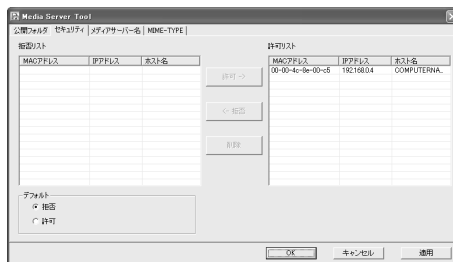 Media Server Tool
公開フォルダ セキュリティ メディアサーバー名 MIME-TYPE
拒否リスト
MACアドレス IPアドレス ホスト名
許可 ->
<- 拒否
削除
許可リスト
MACアドレス IPアドレス ホスト名
00-00-4c-8e-00-c5 192.168.0.4 COMPUTERNA...
デフォルト
拒否
許可
OK キャンセル 適用